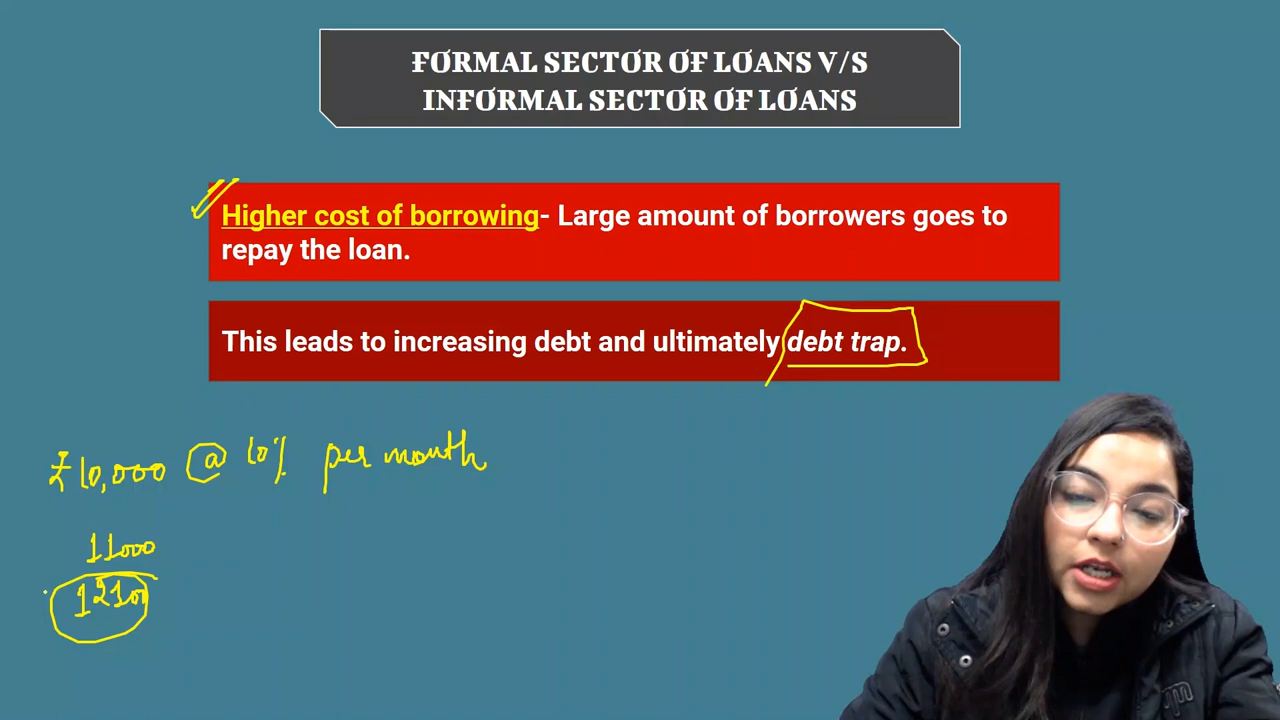 FORMAL SECTOR OF LOANS V/S
INFORMAL SECTOR OF LOANS
Higher cost of borrowing- Large amount of borrowers goes to
repay the loan.
This leads to increasing debt and ultimately debt trap.
₹10,000 @ 10% per month
11000
12100